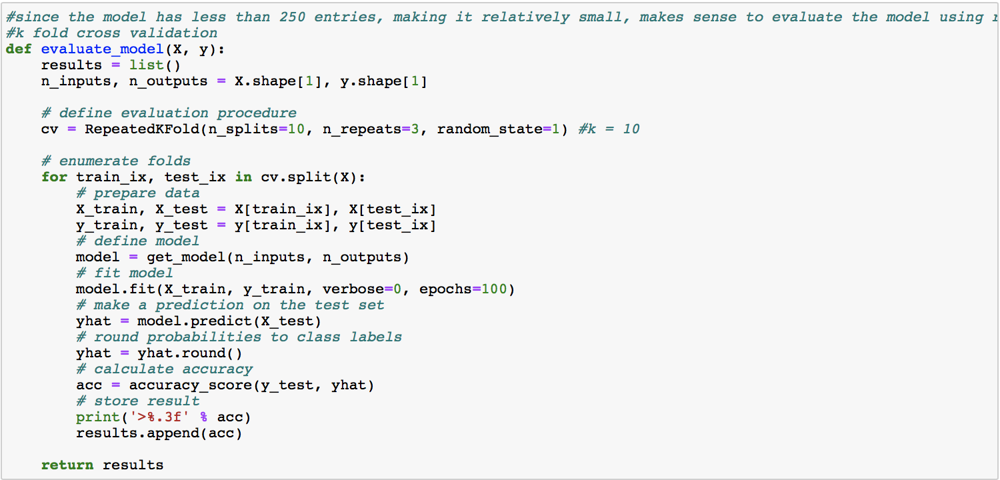 #since the model has less than 250 entries, making it relatively small, makes sense to evaluate the model using
#k fold cross validation
def evaluate_model(X, y):
    results = list()
    n_inputs, n_outputs = X.shape[1], y.shape[1]

    # define evaluation procedure
    cv = RepeatedKFold(n_splits=10, n_repeats=3, random_state=1) #k = 10

    # enumerate folds
    for train_ix, test_ix in cv.split(X):
        # prepare data
        X_train, X_test = X[train_ix], X[test_ix]
        y_train, y_test = y[train_ix], y[test_ix]
        # define model
        model = get_model(n_inputs, n_outputs)
        # fit model
        model.fit(X_train, y_train, verbose=0, epochs=100)
        # make a prediction on the test set
        yhat = model.predict(X_test)
        # round probabilities to class labels
        yhat = yhat.round()
        # calculate accuracy
        acc = accuracy_score(y_test, yhat)
        # store result
        print('>%.3f' % acc)
        results.append(acc)

    return results